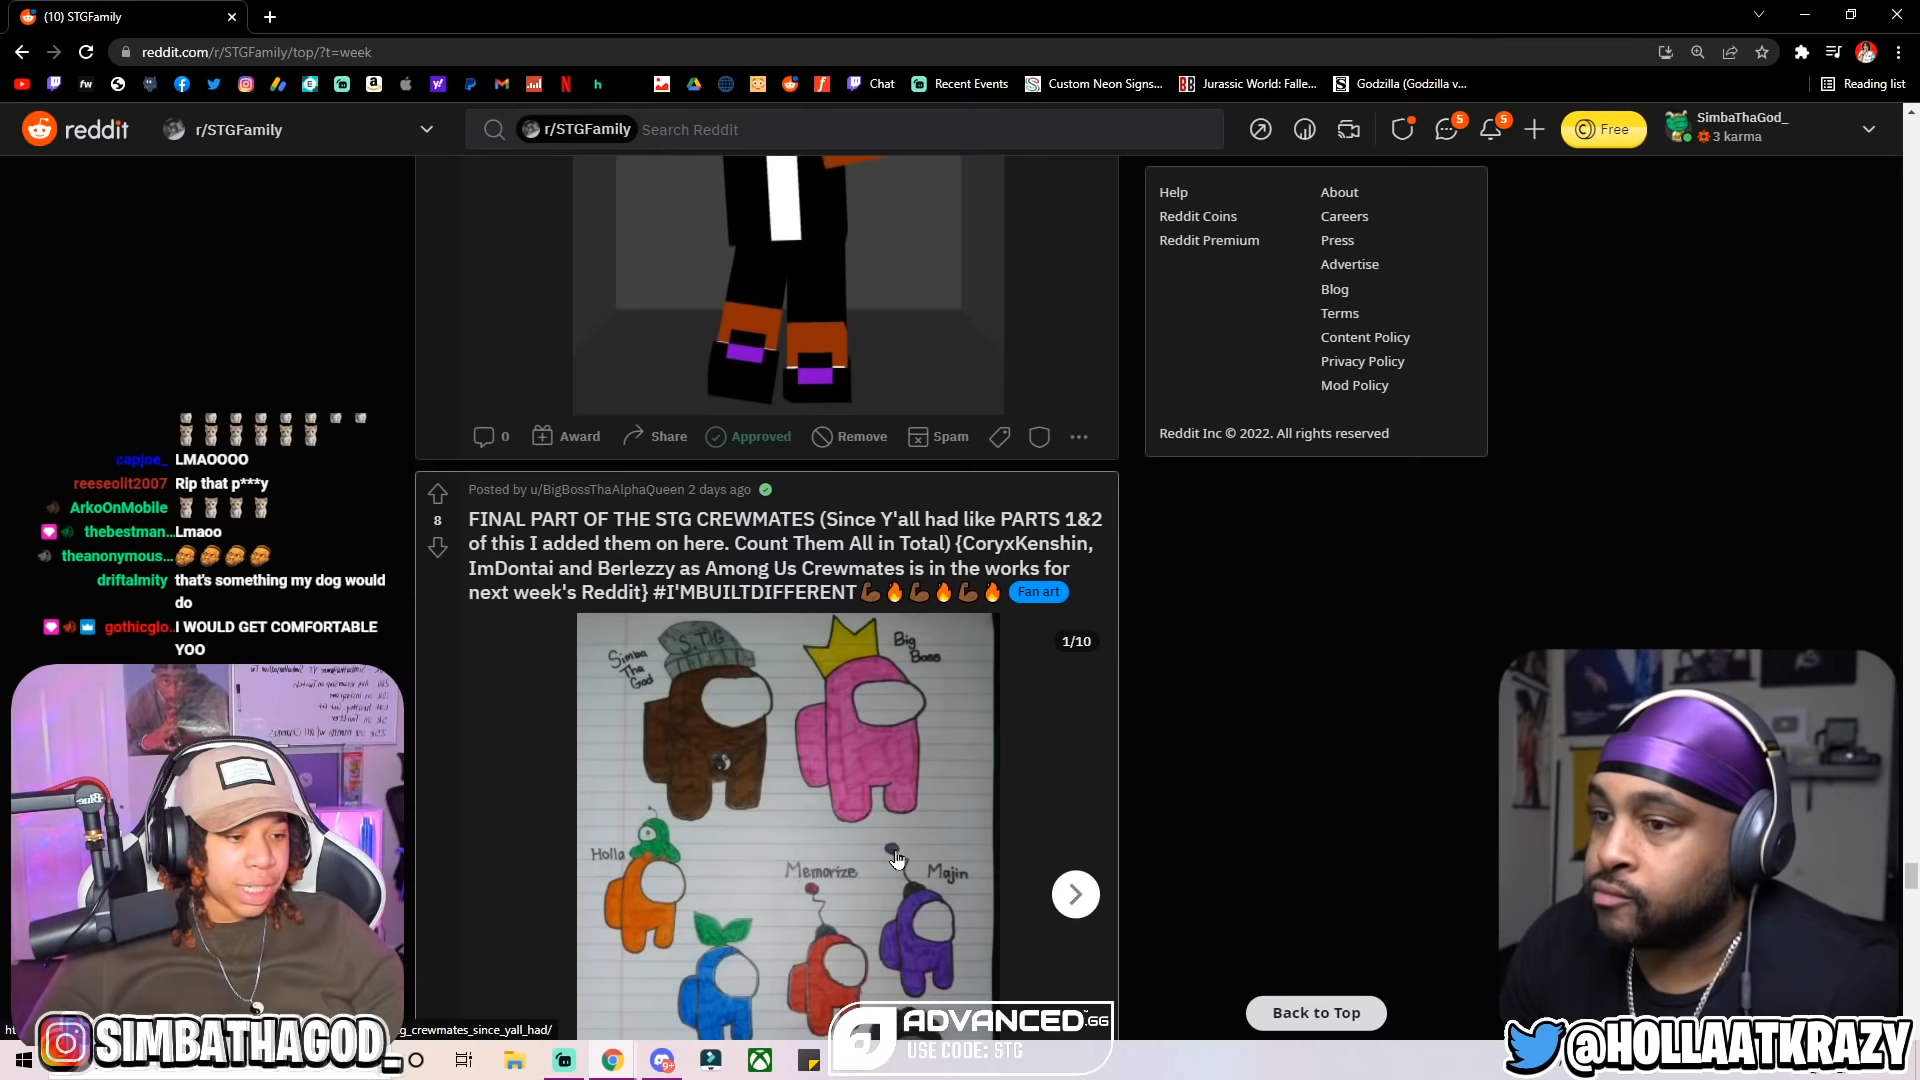 (10) STGFamily
reddit.com/r/STGFamily/top/?t=week
Chat
Recent Events
Custom Neon Signs...
Jurassic World: Falle...
Godzilla (Godzilla v...
Reading list
reddit
r/STGFamily
r/STGFamily
Search Reddit
5
5
Free
SimbaThaGod_
3 karma
Help
About
Reddit Coins
Careers
Reddit Premium
Press
Advertise
Blog
Terms
Content Policy
Privacy Policy
Mod Policy
Reddit Inc © 2022. All rights reserved
0
Award
Share
Approved
Remove
Spam
capjoe_ LMAOOOO
reeseolit2007 Rip that p***y
ArkoOnMobile
thebestman... Lmaoo
theanonymous...
driftalmity that's something my dog would
do
gothicglo... I WOULD GET COMFORTABLE
YOO
Posted by u/BigBossThaAlphaQueen 2 days ago
8
FINAL PART OF THE STG CREWMATES (Since Y'all had like PARTS 1&2
of this I added them on here. Count Them All in Total) {CoryxKenshin,
ImDontai and Berlezzy as Among Us Crewmates is in the works for
next week's Reddit} #I'MBUILTDIFFERENT💪🏾🔥💪🏾🔥💪🏾🔥 Fan art
1/10
S.T.G
Simba
Tha
God
Big
Boss
Holla
Memorize
Majin
Back to Top
g_crewmates_since_yall_had/
SIMBATHAGOD_
ADVANCED.GG
USE CODE: STG
@HOLLAATKRAZY